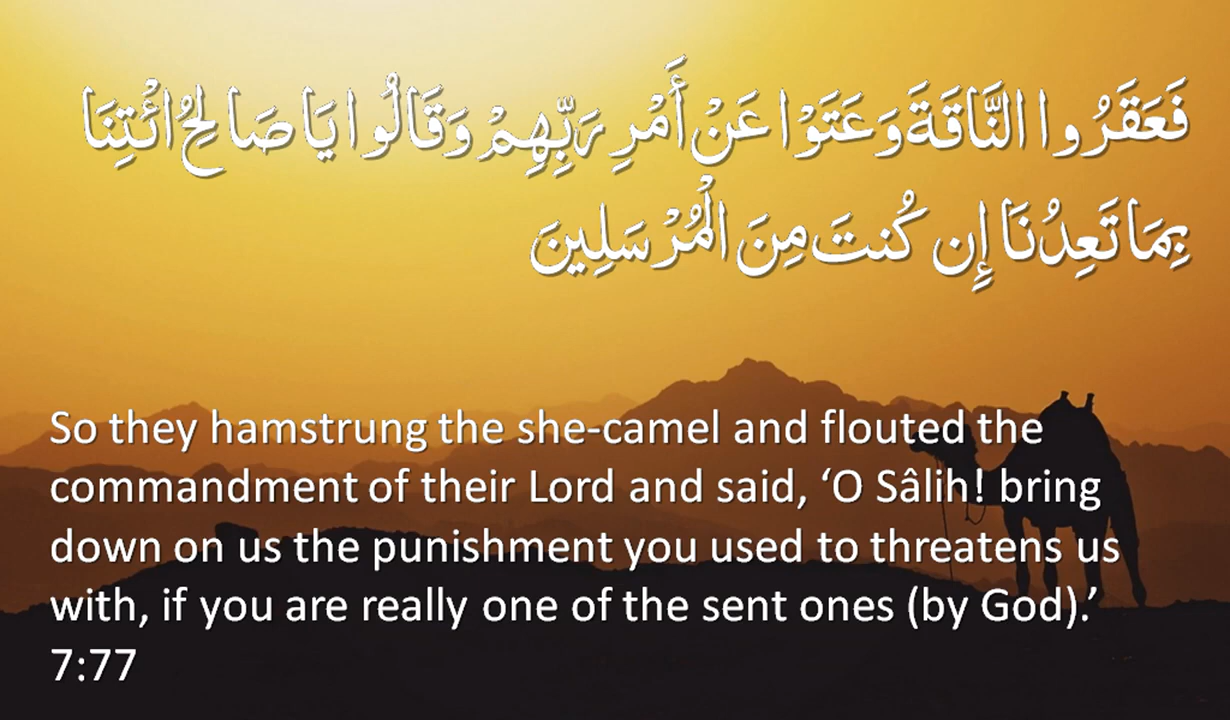 فَعَقَرُوا النَّاقَةَ وَعَتَوْا عَنْ أَمْرِ رَبِّهِمْ وَقَالُوا يَا صَالِحُ ائْتِنَا
بِمَا تَعِدُنَا إِن كُنتَ مِنَ الْمُرْسَلِينَ
So they hamstrung the she-camel and flouted the
commandment of their Lord and said, ‘O Sâlih! bring
down on us the punishment you used to threatens us
with, if you are really one of the sent ones (by God).’
7:77